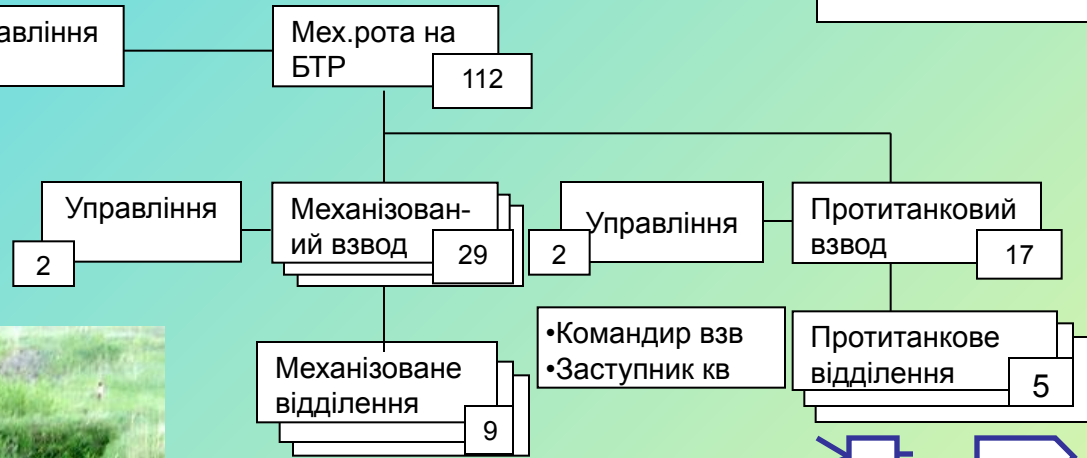 авління
Мех.рота на
БТР
112
Управління
2
Механізован-
ий взвод
29
Управління
2
Протитанковий
взвод
17
•Командир взв
•Заступник кв
Механізоване
відділення
9
Протитанкове
відділення
5